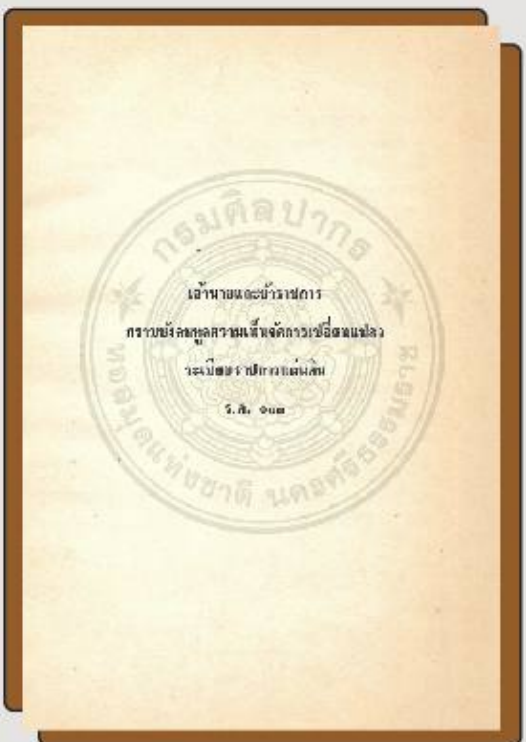 กรมศิลปากร
เจ้านายและข้าราชการ
กราบบังคมทูลความเห็นจัดการเปลี่ยนแปลง
ระเบียบราชการแผ่นดิน
ร.ศ. ๑๐๓
หอสมุดแห่งชาติ นครศรีธรรมราช